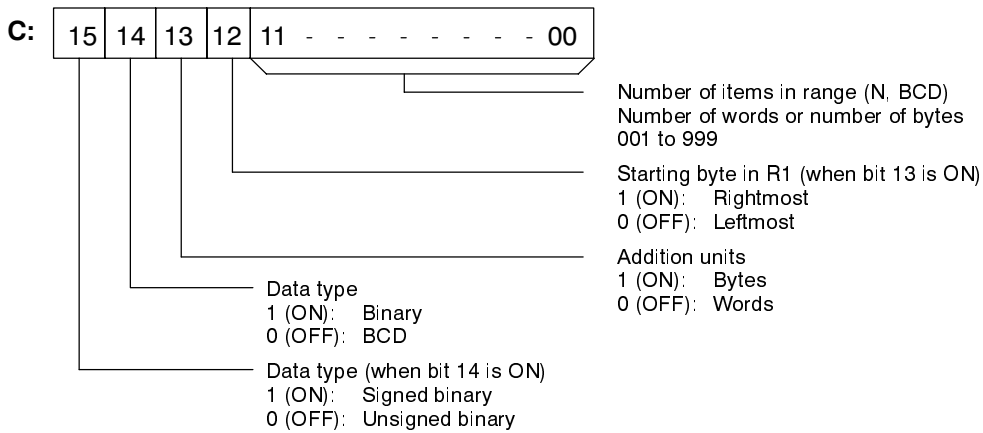 C: 15 14 13 12 11 - - - - - - - - 00
Number of items in range (N, BCD)
Number of words or number of bytes
001 to 999
Starting byte in R1 (when bit 13 is ON)
1 (ON): Rightmost
0 (OFF): Leftmost
Addition units
1 (ON): Bytes
0 (OFF): Words
Data type
1 (ON): Binary
0 (OFF): BCD
Data type (when bit 14 is ON)
1 (ON): Signed binary
0 (OFF): Unsigned binary